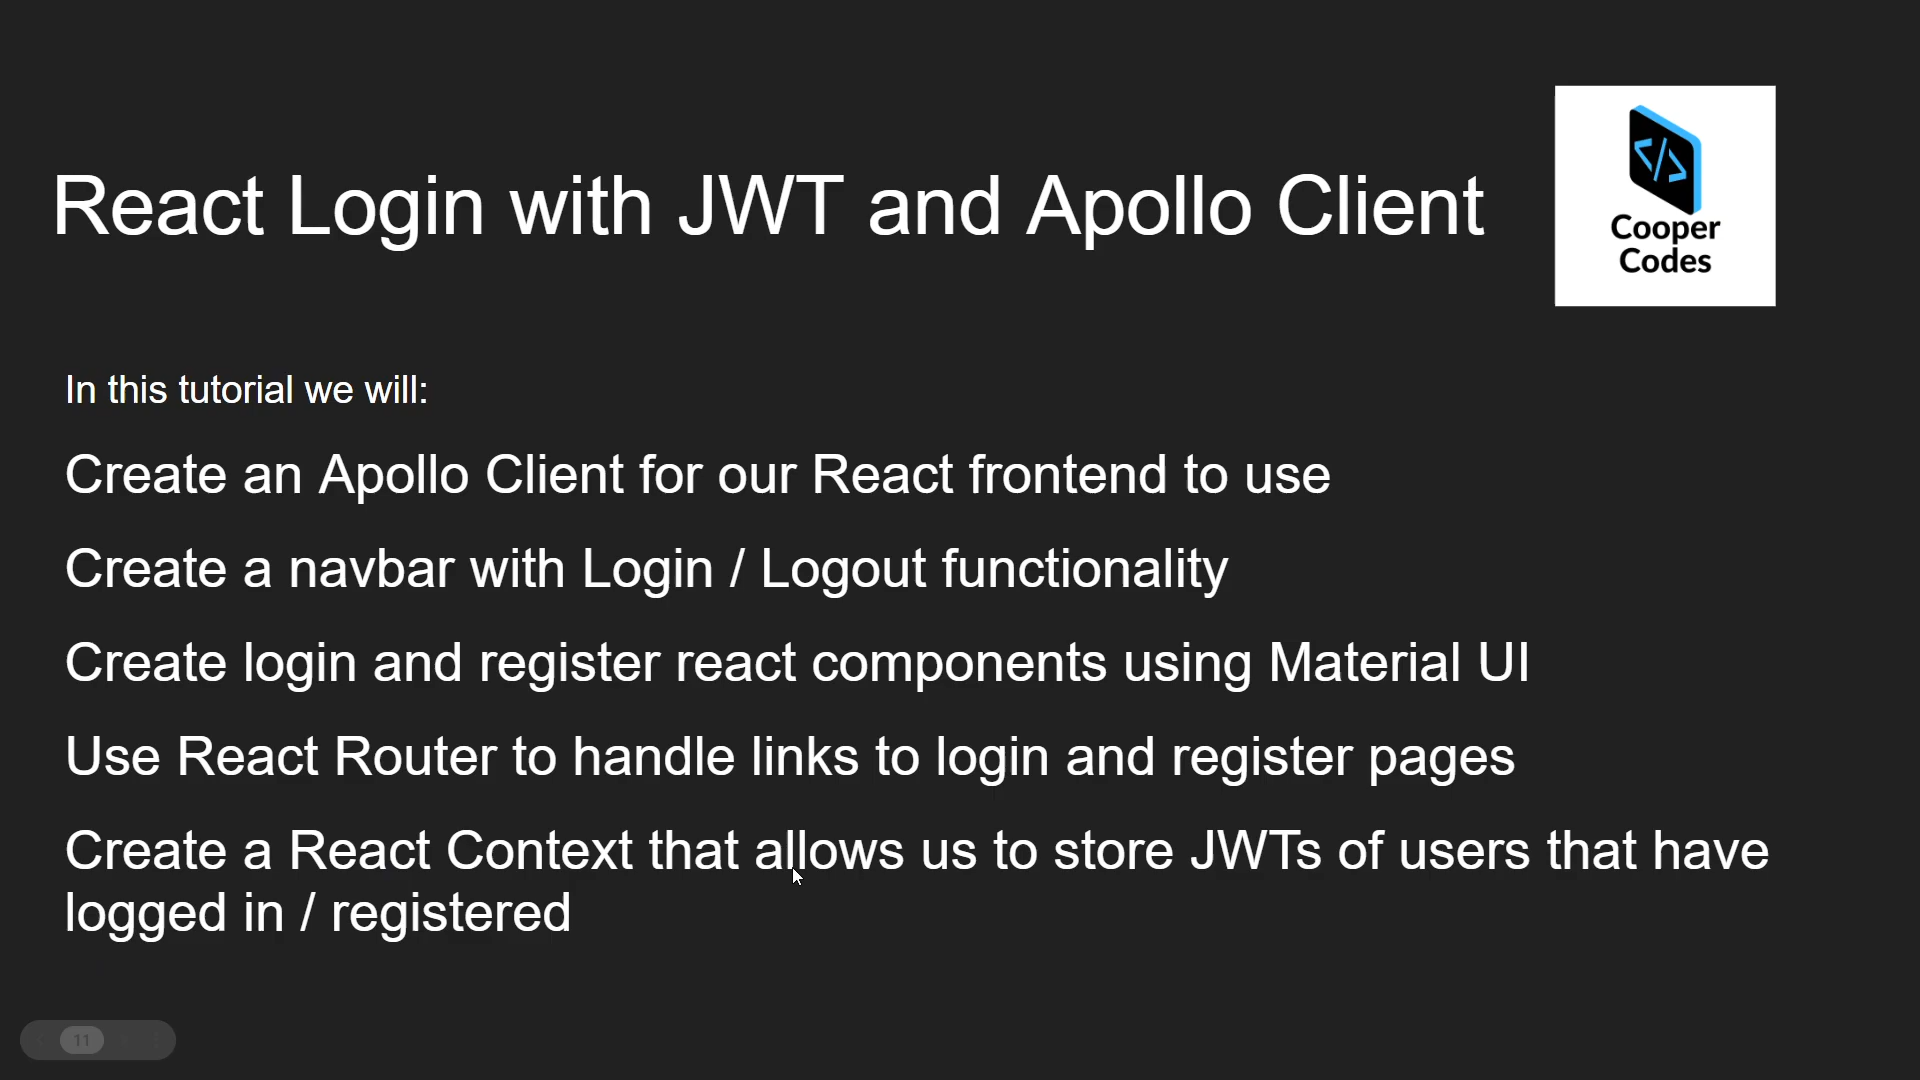 React Login with JWT and Apollo Client
</>
Cooper
Codes
In this tutorial we will:
Create an Apollo Client for our React frontend to use
Create a navbar with Login / Logout functionality
Create login and register react components using Material UI
Use React Router to handle links to login and register pages
Create a React Context that allows us to store JWTs of users that have
logged in / registered
11